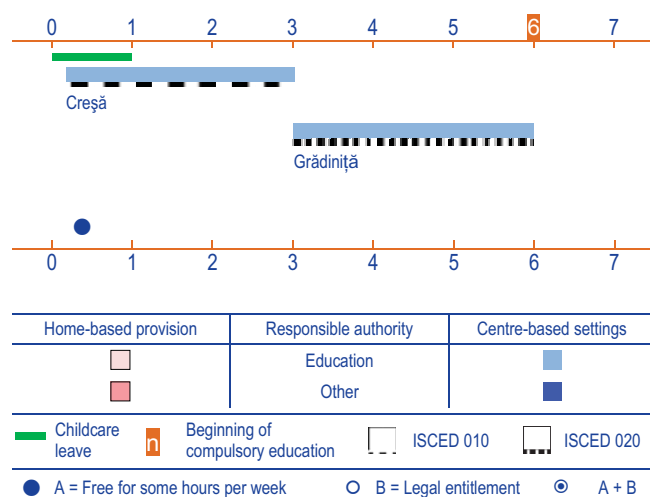 0 1 2 3 4 5 6 7
Creşă
Grădiniță
0 1 2 3 4 5 6 7
Home-based provision Responsible authority Centre-based settings
Education
Other
Childcare leave n Beginning of compulsory education ISCED 010 ISCED 020
A = Free for some hours per week B = Legal entitlement A + B